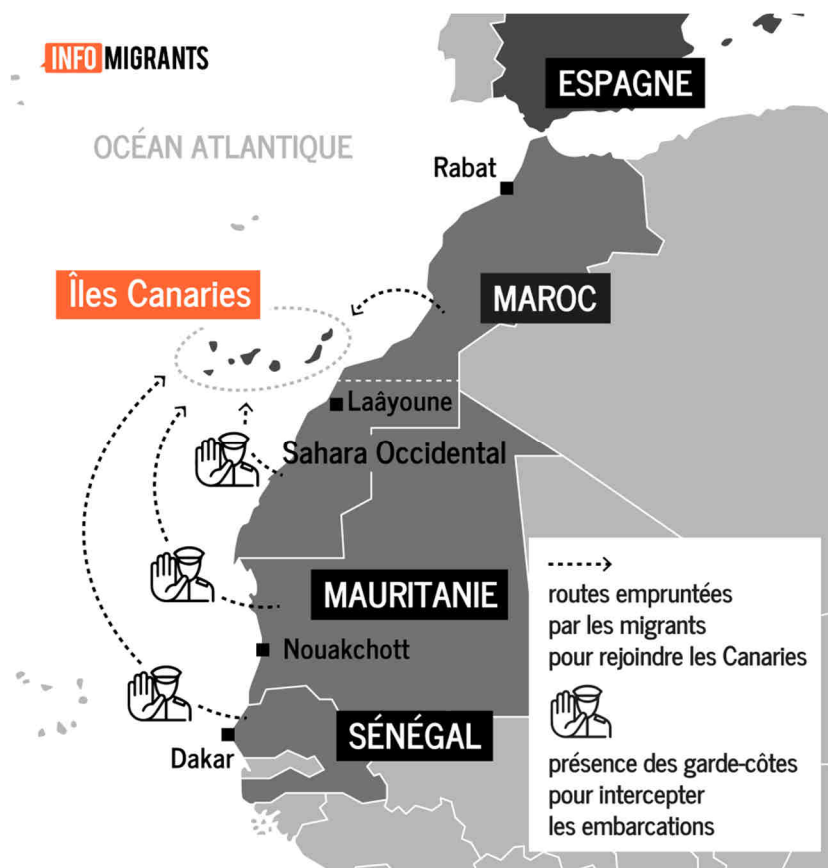 INFO MIGRANTS
ESPAGNE
OCÉAN ATLANTIQUE
Rabat
Îles Canaries
MAROC
Laâyoune
Sahara Occidental
MAURITANIE
Nouakchott
SÉNÉGAL
Dakar
routes empruntées
par les migrants
pour rejoindre les Canaries
présence des garde-côtes
pour intercepter
les embarcations